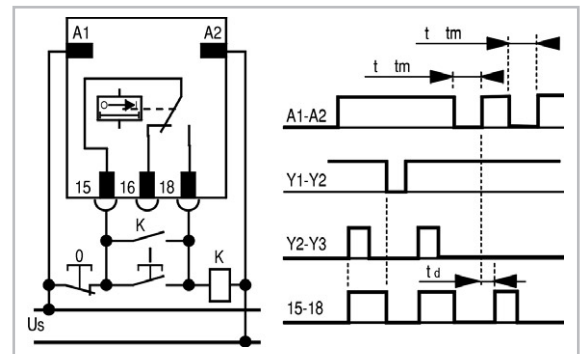 A1 A2
15 16 18
K
0 I K
Us
t tm
t tm
A1-A2
Y1-Y2
Y2-Y3
td
15-18